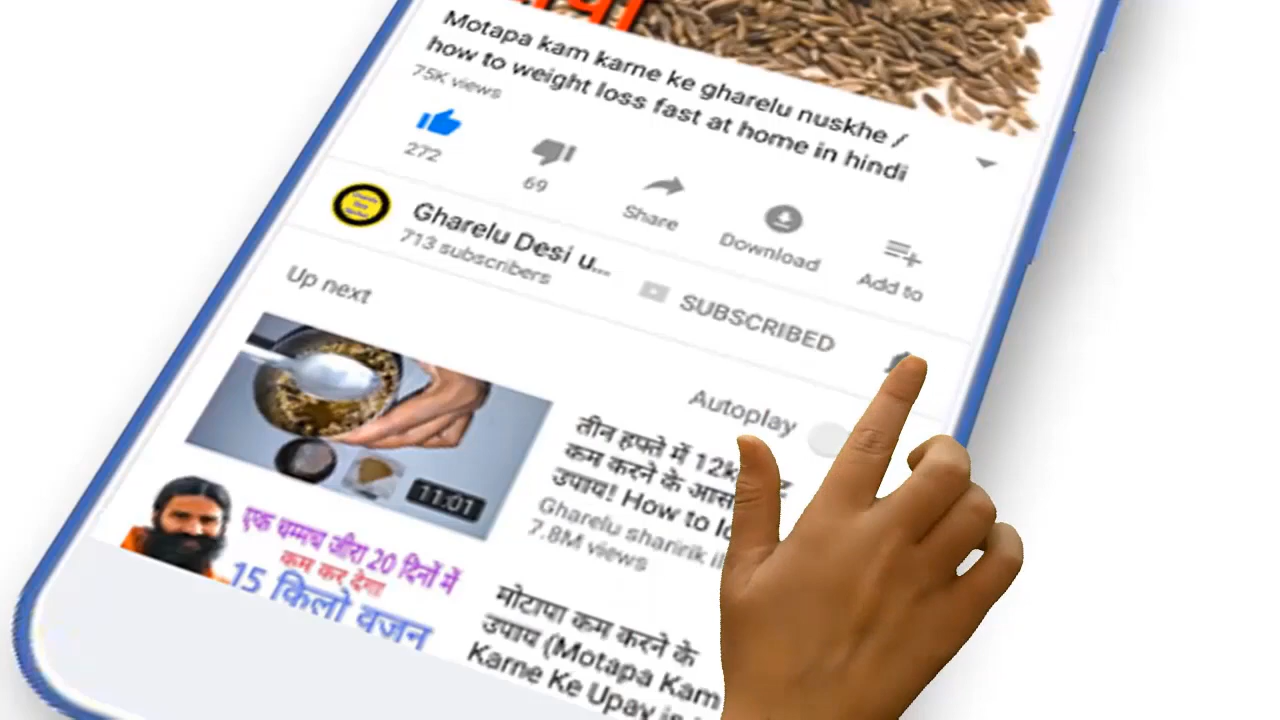 Motapa kam karne ke gharelu nuskhe /
how to weight loss fast at home in hindi
75K views
272
69
Share
Download
Add to
Gharelu Desi u...
713 subscribers
SUBSCRIBED
Up next
Autoplay
11:01
तीन हफ्ते में 12k
कम करने के
उपाय! How to
Gharelu sharirik
7.8M views
एक चम्मच जीरा 20 दिनों में
कम कर देगा
15 किलो वजन
मोटापा कम करने के
उपाय (Motapa Kam
Karne Ke Upay